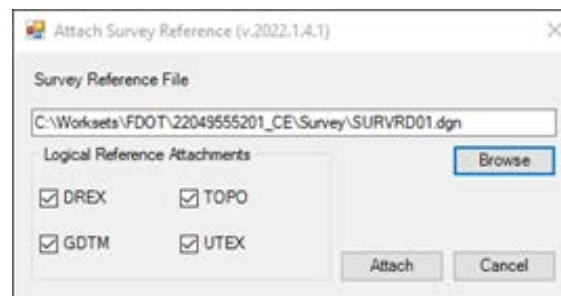 Attach Survey Reference (v.2022.1.4.1)
Survey Reference File
C:\Worksets\FDOT\22049555201_CE\Survey\SURVRD01.dgn
Logical Reference Attachments
Browse
DREX TOPO
GDTM UTEX
Attach Cancel